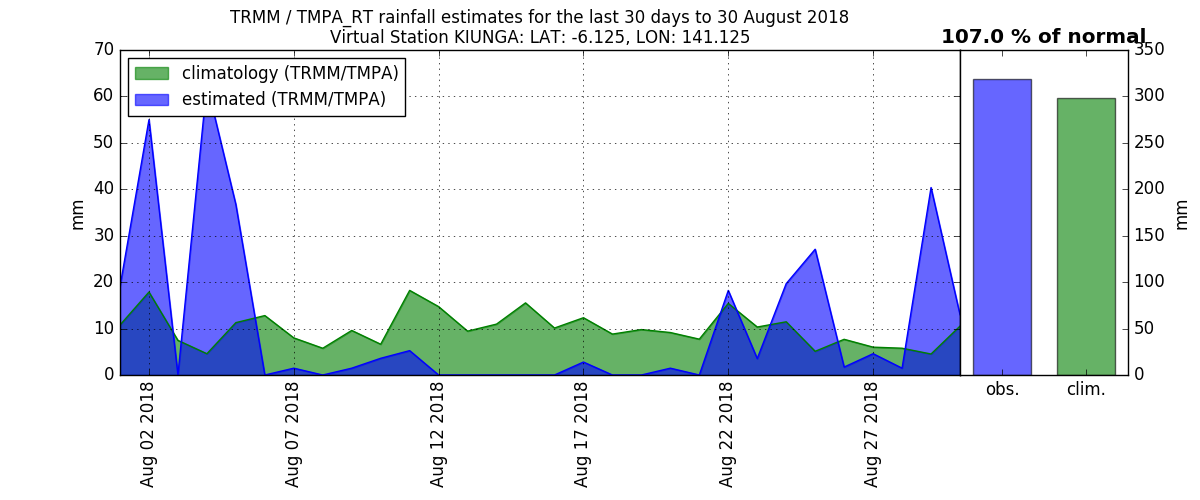 TRMM / TMPA_RT rainfall estimates for the last 30 days to 30 August 2018
Virtual Station KIUNGA: LAT: -6.125, LON: 141.125
107.0 % of normal
climatology (TRMM/TMPA)
estimated (TRMM/TMPA)
70
60
50
40
30
20
10
0
mm
Aug 02 2018
Aug 07 2018
Aug 12 2018
Aug 17 2018
Aug 22 2018
Aug 27 2018
350
300
250
200
150
100
50
0
mm
obs.
clim.